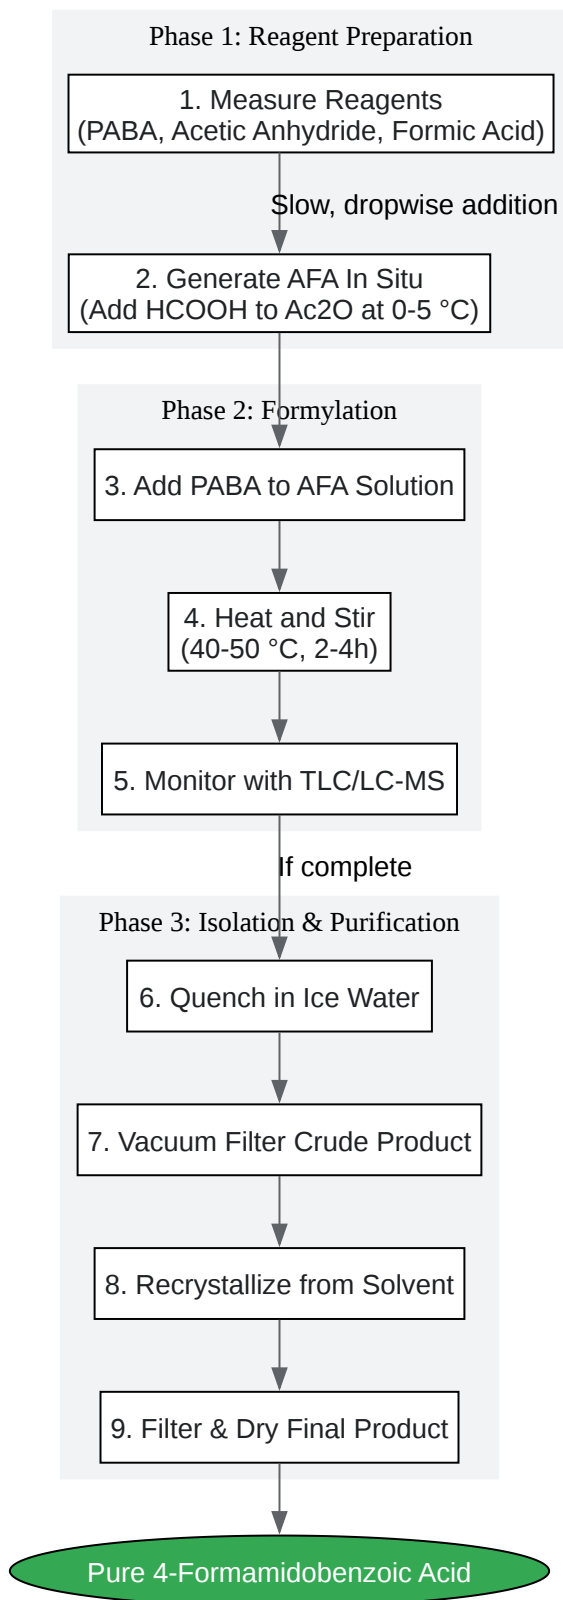 Phase 1: Reagent Preparation
1. Measure Reagents
(PABA, Acetic Anhydride, Formic Acid)
Slow, dropwise addition
2. Generate AFA In Situ
(Add HCOOH to Ac2O at 0-5 °C)
Phase 2: Formylation
3. Add PABA to AFA Solution
4. Heat and Stir
(40-50 °C, 2-4h)
5. Monitor with TLC/LC-MS
If complete
Phase 3: Isolation & Purification
6. Quench in Ice Water
7. Vacuum Filter Crude Product
8. Recrystallize from Solvent
9. Filter & Dry Final Product
Pure 4-Formamidobenzoic Acid